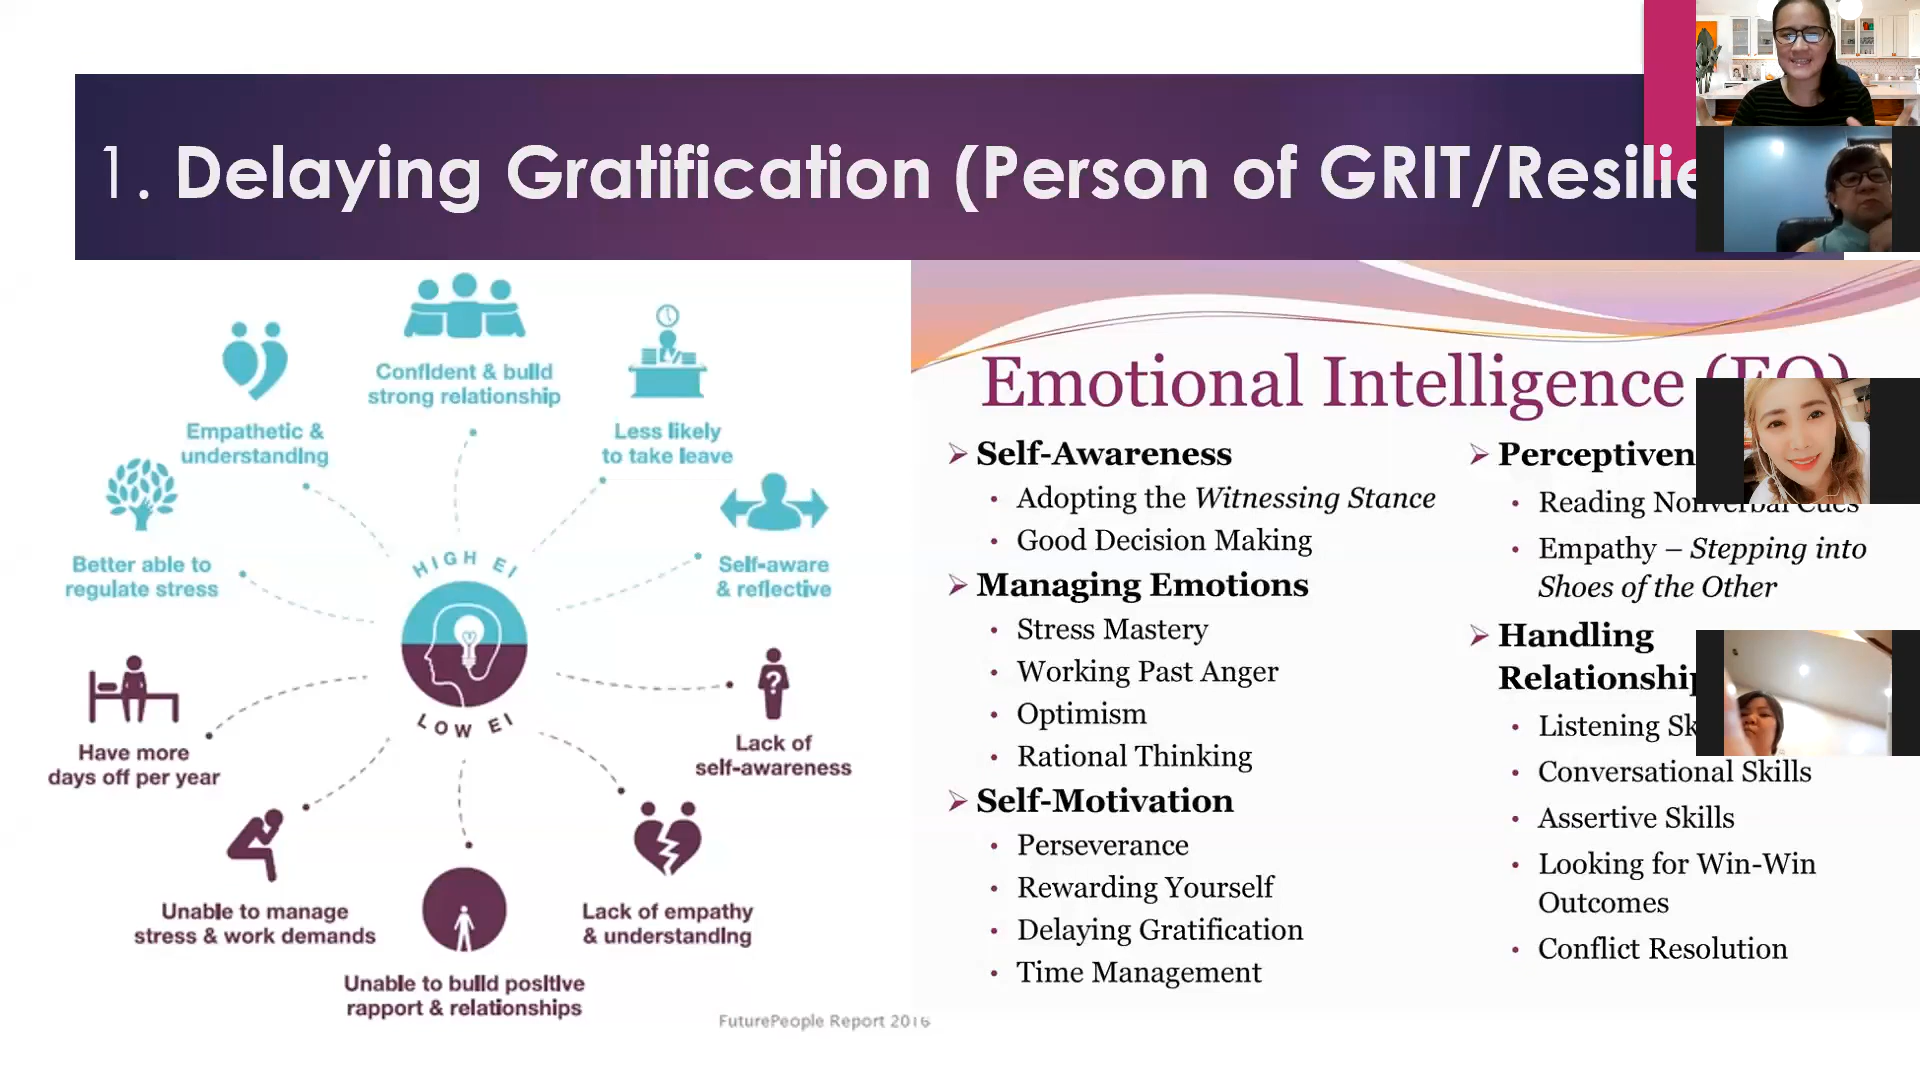 1. Delaying Gratification (Person of GRIT/Resilie
Confident & build
strong relationship
Empathetic &
understanding
Less likely
to take leave
Better able to
regulate stress
Self-aware
& reflective
HIGH EI
LOW EI
Have more
days off per year
Lack of
self-awareness
Unable to manage
stress & work demands
Lack of empathy
& understanding
Unable to build positive
rapport & relationships
FuturePeople Report 2016
Emotional Intelligence (EQ)
Self-Awareness
Adopting the Witnessing Stance
Good Decision Making
Managing Emotions
Stress Mastery
Working Past Anger
Optimism
Rational Thinking
Self-Motivation
Perseverance
Rewarding Yourself
Delaying Gratification
Time Management
Perceptiven
Reading Nonverbal Cues
Empathy – Stepping into
Shoes of the Other
Handling
Relationship
Listening Sk
Conversational Skills
Assertive Skills
Looking for Win-Win
Outcomes
Conflict Resolution